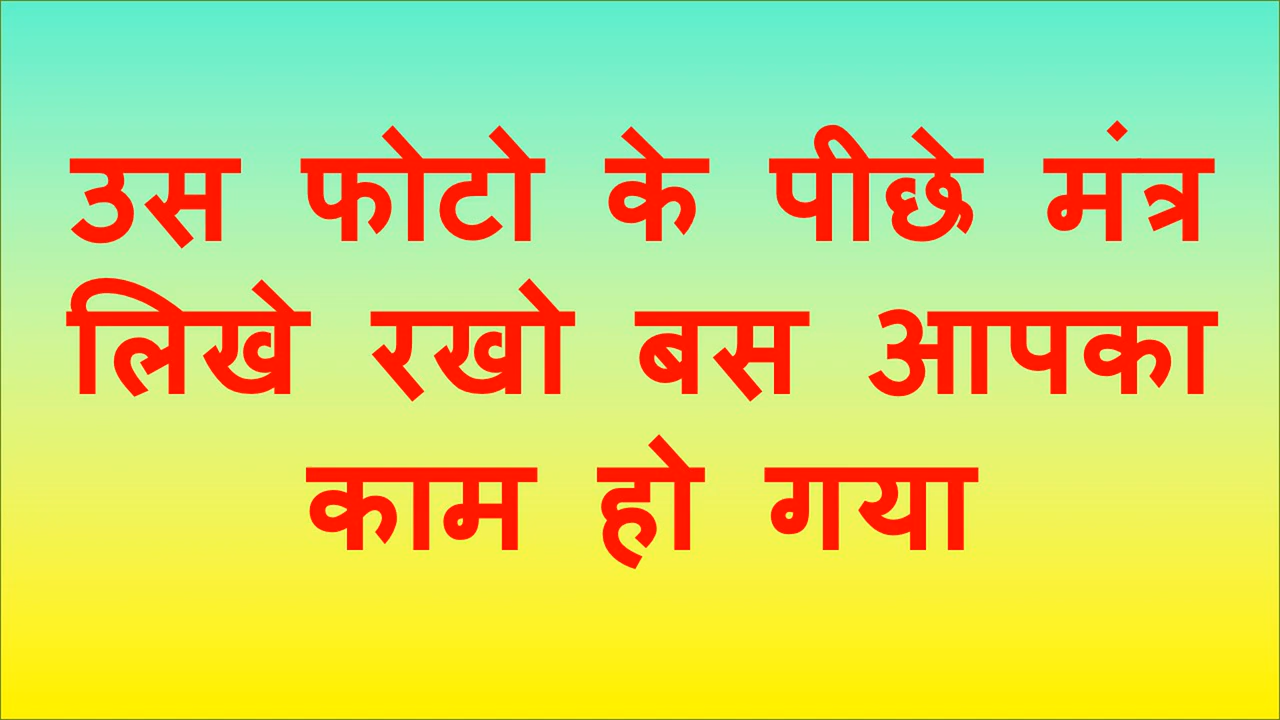 उस फोटो के पीछे मंत्र
लिखे रखो बस आपका
काम हो गया